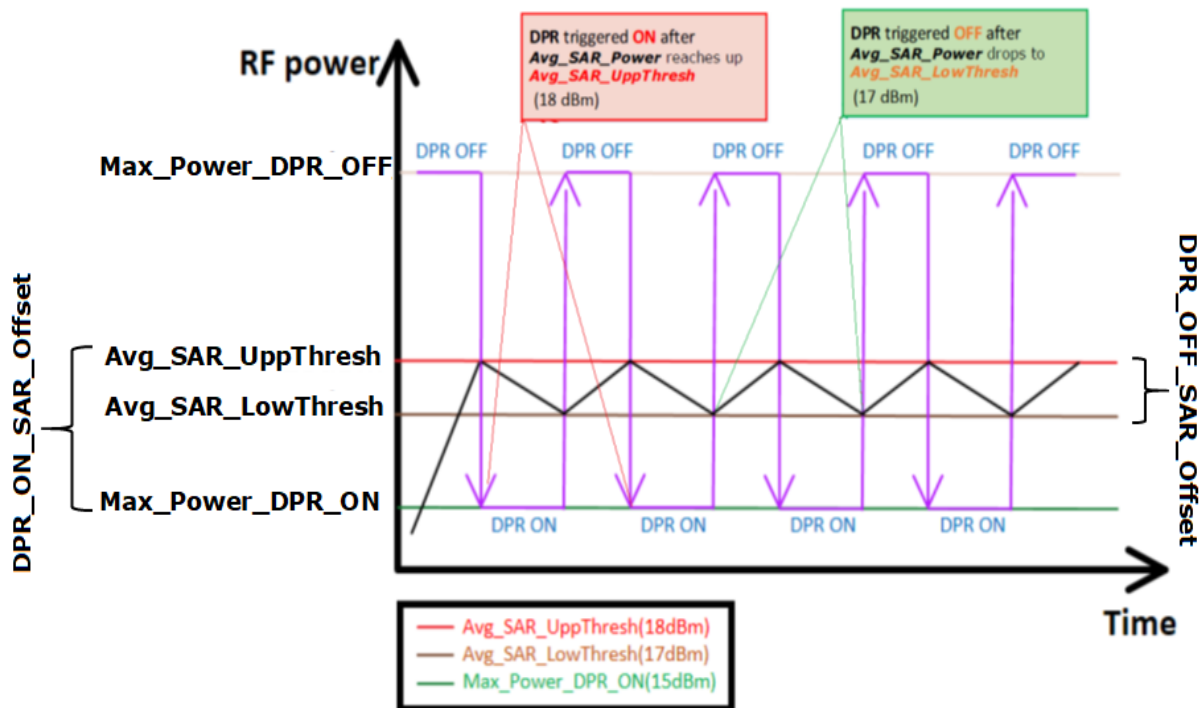 DPR triggered ON after
Avg_SAR_Power reaches up
Avg_SAR_UppThresh
(18 dBm)
DPR triggered OFF after
Avg_SAR_Power drops to
Avg_SAR_LowThresh
(17 dBm)
RF power
DPR OFF DPR OFF DPR OFF DPR OFF DPR OFF
Max_Power_DPR_OFF
DPR_ON_SAR_Offset
Avg_SAR_UppThresh
Avg_SAR_LowThresh
Max_Power_DPR_ON
DPR_OFF_SAR_Offset
DPR ON DPR ON DPR ON DPR ON
Time
Avg_SAR_UppThresh(18dBm)
Avg_SAR_LowThresh(17dBm)
Max_Power_DPR_ON(15dBm)